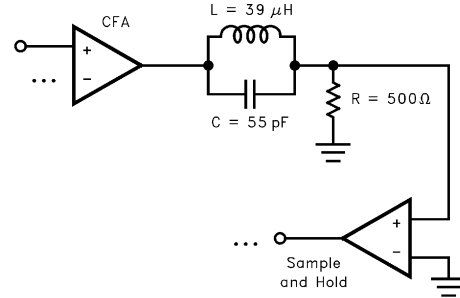 CFA
L = 39 μH
+
−
C = 55 pF
R = 500Ω
+
−
Sample
and Hold